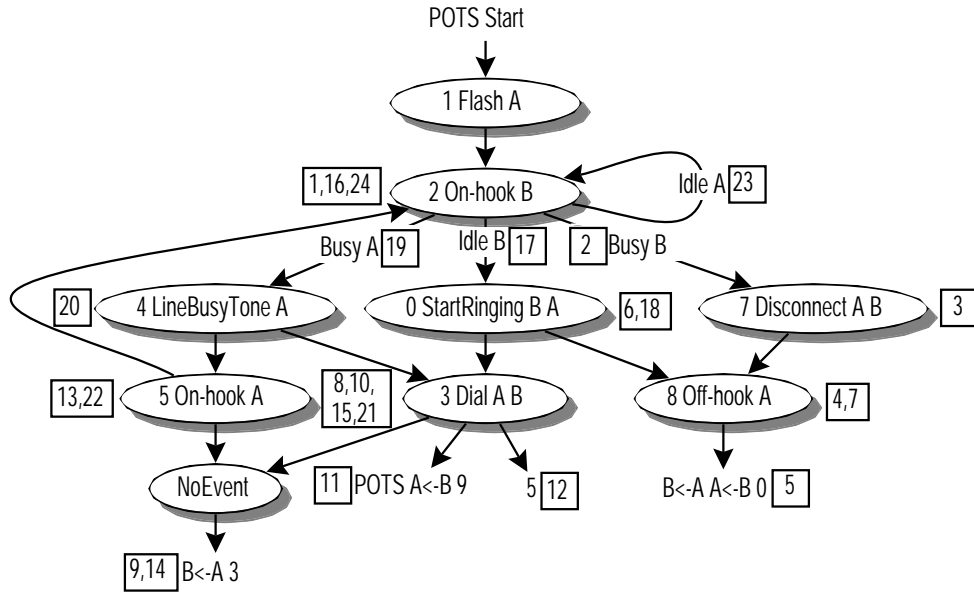 POTS Start
1 Flash A
1,16,24
2 On-hook B
Idle A 23
Busy A 19
Idle B 17
2 Busy B
20
4 LineBusyTone A
0 StartRinging B A
6,18
7 Disconnect A B
3
13,22
5 On-hook A
8,10,
15,21
3 Dial A B
8 Off-hook A
4,7
NoEvent
11 POTS A<-B 9
5 12
B<-A A<-B 0 5
9,14 B<-A 3